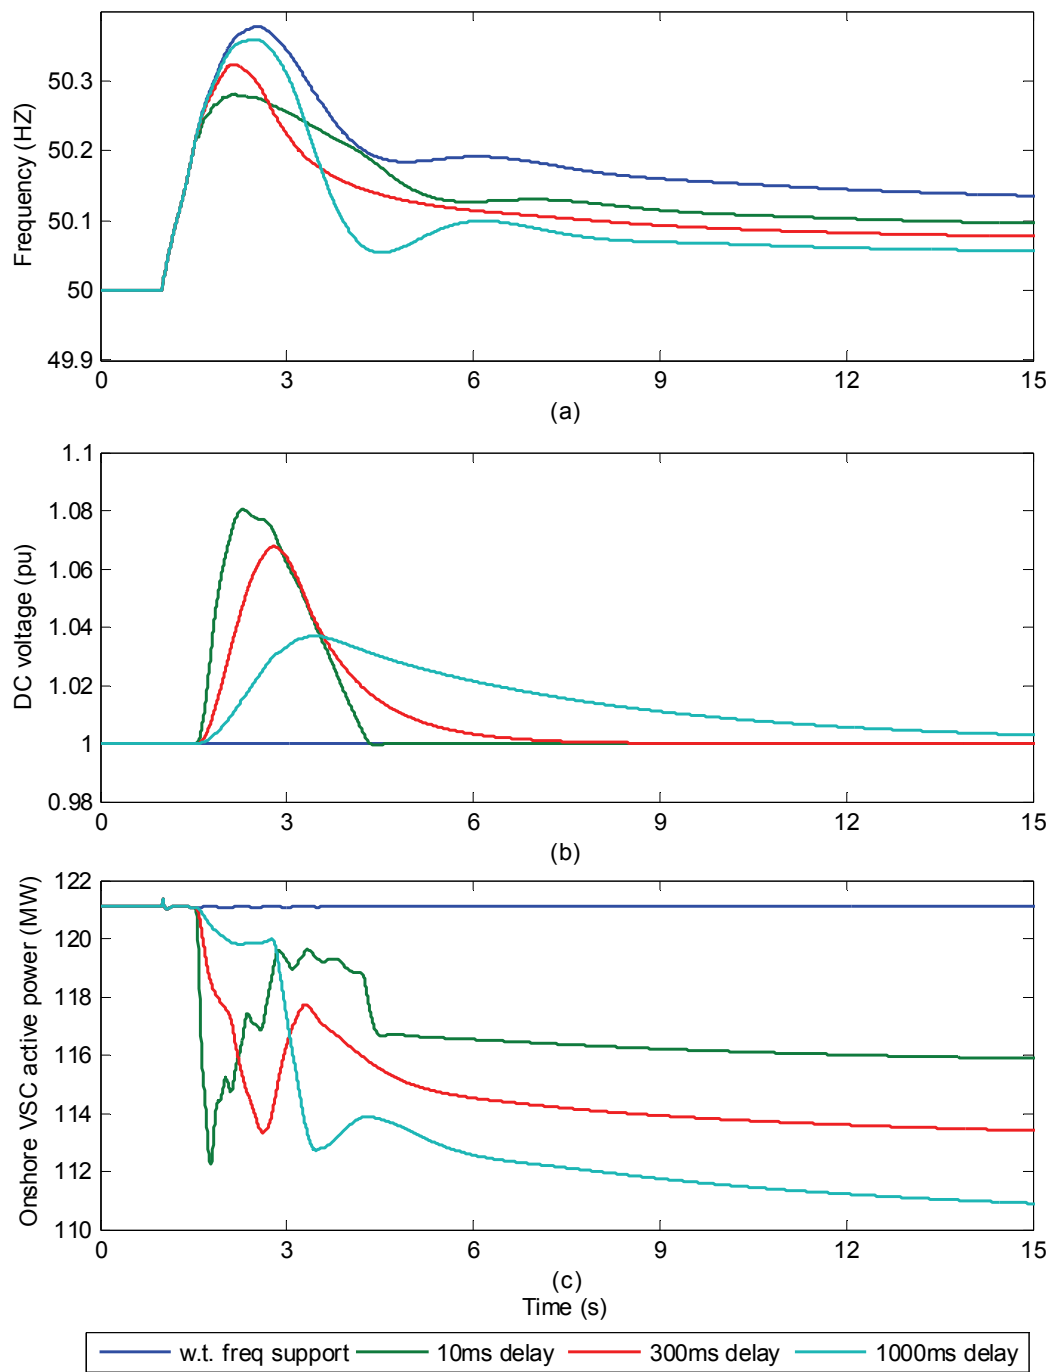 50.3
50.2
50.1
50
49.9
Frequency (HZ)
0 3 6 9 12 15
(a)
1.1
1.08
1.06
1.04
1.02
1
0.98
DC voltage (pu)
0 3 6 9 12 15
(b)
122
120
118
116
114
112
110
Onshore VSC active power (MW)
0 3 6 9 12 15
(c)
Time (s)
w.t. freq support 10ms delay 300ms delay 1000ms delay